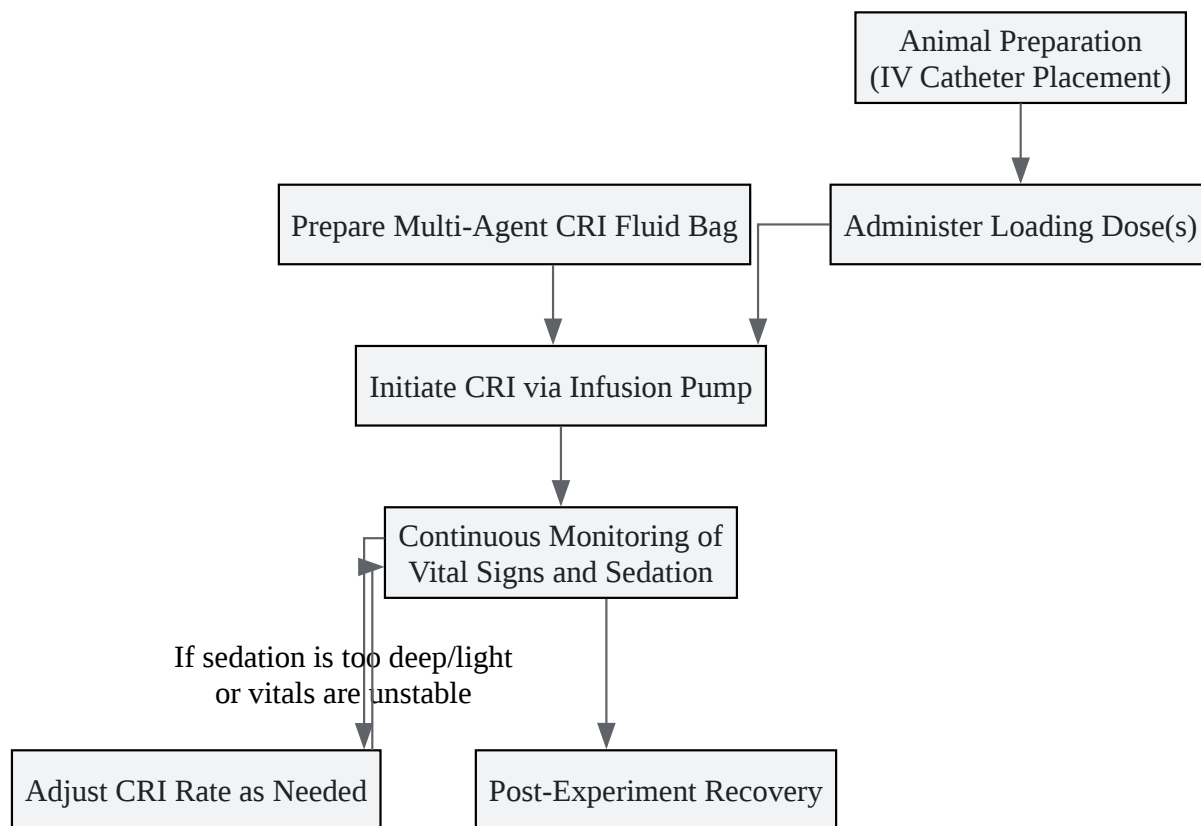 Animal Preparation
(IV Catheter Placement)
Prepare Multi-Agent CRI Fluid Bag
Administer Loading Dose(s)
Initiate CRI via Infusion Pump
Continuous Monitoring of
Vital Signs and Sedation
If sedation is too deep/light
or vitals are unstable
Adjust CRI Rate as Needed
Post-Experiment Recovery